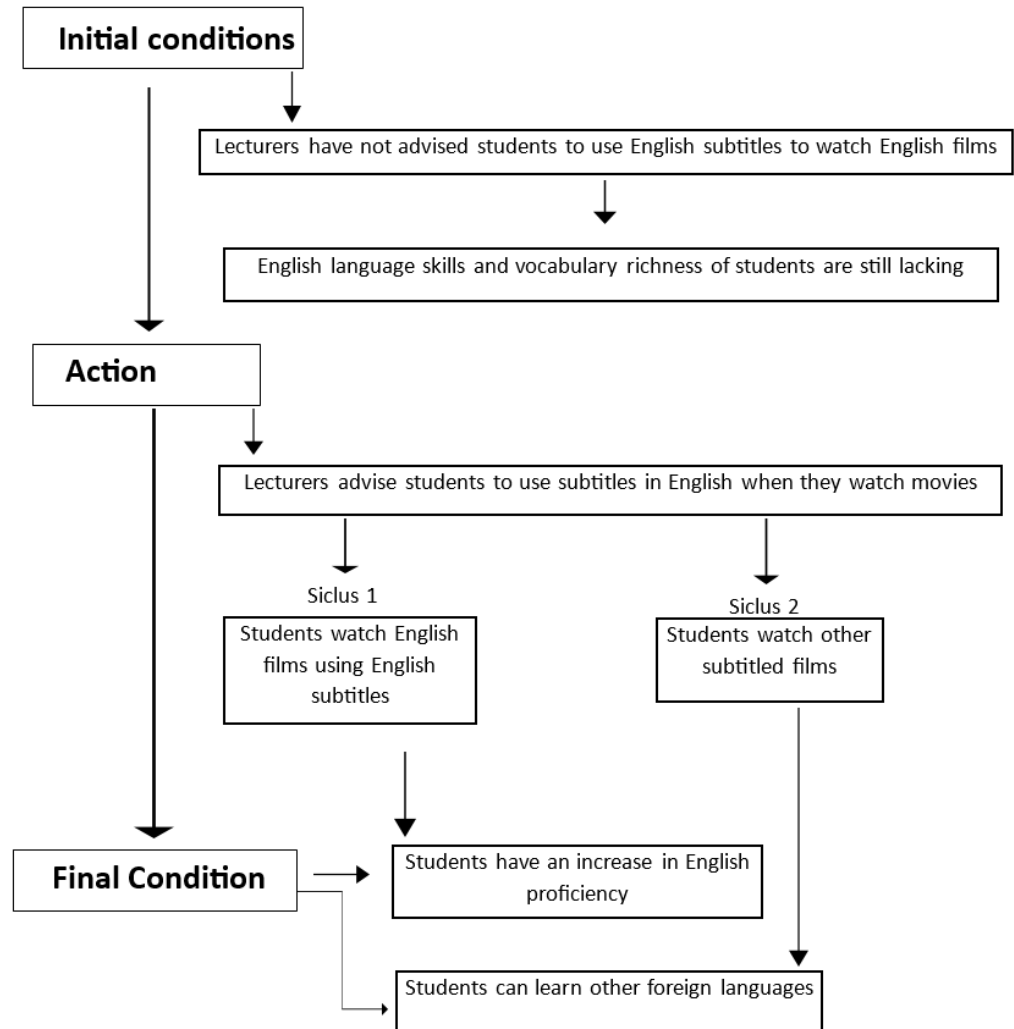 Initial conditions
Lecturers have not advised students to use English subtitles to watch English films
English language skills and vocabulary richness of students are still lacking
Action
Lecturers advise students to use subtitles in English when they watch movies
Siclus 1
Students watch English
films using English
subtitles
Siclus 2
Students watch other
subtitled films
Final Condition
Students have an increase in English
proficiency
Students can learn other foreign languages